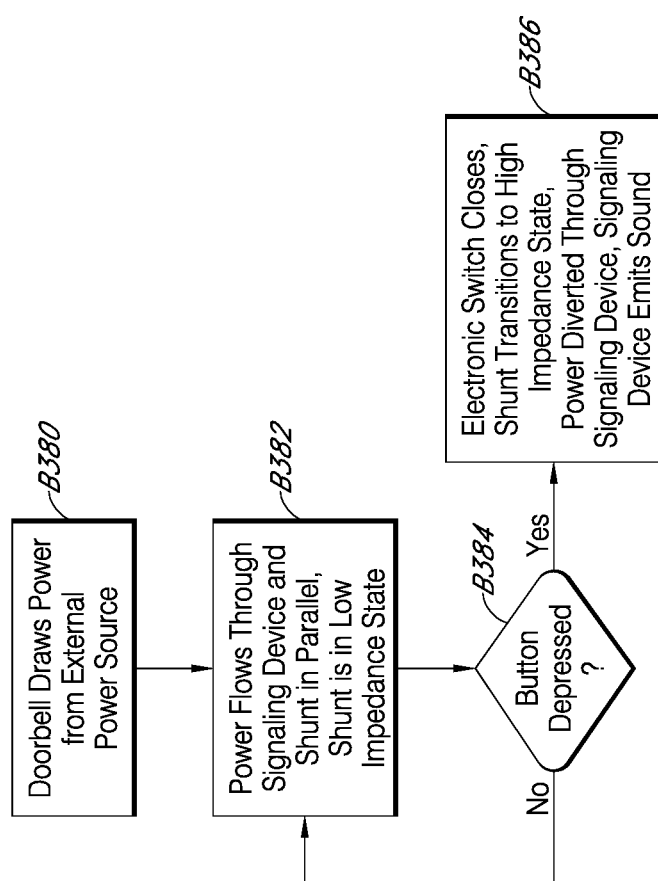 B380
Doorbell Draws Power
from External
Power Source
B382
Power Flows Through
Signaling Device and
Shunt in Parallel,
Shunt is in Low
Impedance State
B384
Button
Depressed
?
No
Yes
B386
Electronic Switch Closes,
Shunt Transitions to High
Impedance State,
Power Diverted Through
Signaling Device, Signaling
Device Emits Sound